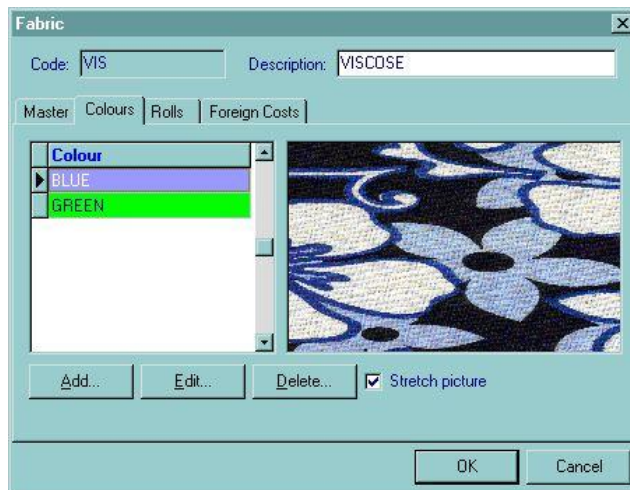 Fabric
Code: VIS Description: VISCOSE
Master Colours Rolls Foreign Costs
Colour
BLUE
GREEN
Add... Edit... Delete... Stretch picture
OK Cancel